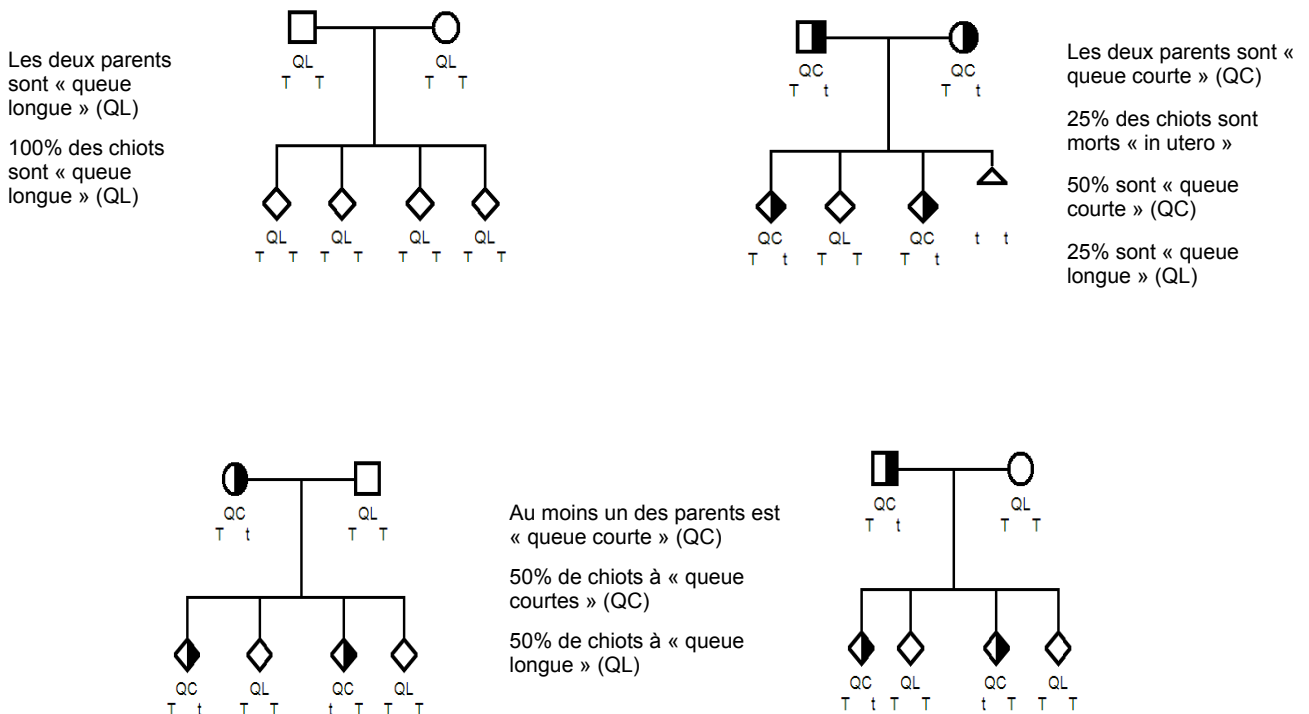 Les deux parents
sont « queue
longue » (QL)
100% des chiots
sont « queue
longue » (QL)
QL QL
T T T T
QL QL QL QL
T T T T T T T T
QC QC
T t T t
QC QL QC t t
T t T T T t
Les deux parents sont «
queue courte » (QC)
25% des chiots sont
morts « in utero »
50% sont « queue
courte » (QC)
25% sont « queue
longue » (QL)
QC QL
T t T T
QC QL QC QL
T t T T t T T T
Au moins un des parents est
« queue courte » (QC)
50% de chiots à « queue
courtes » (QC)
50% de chiots à « queue
longue » (QL)
QC QL
T t T T
QC QL QC QL
T t T T t T T T